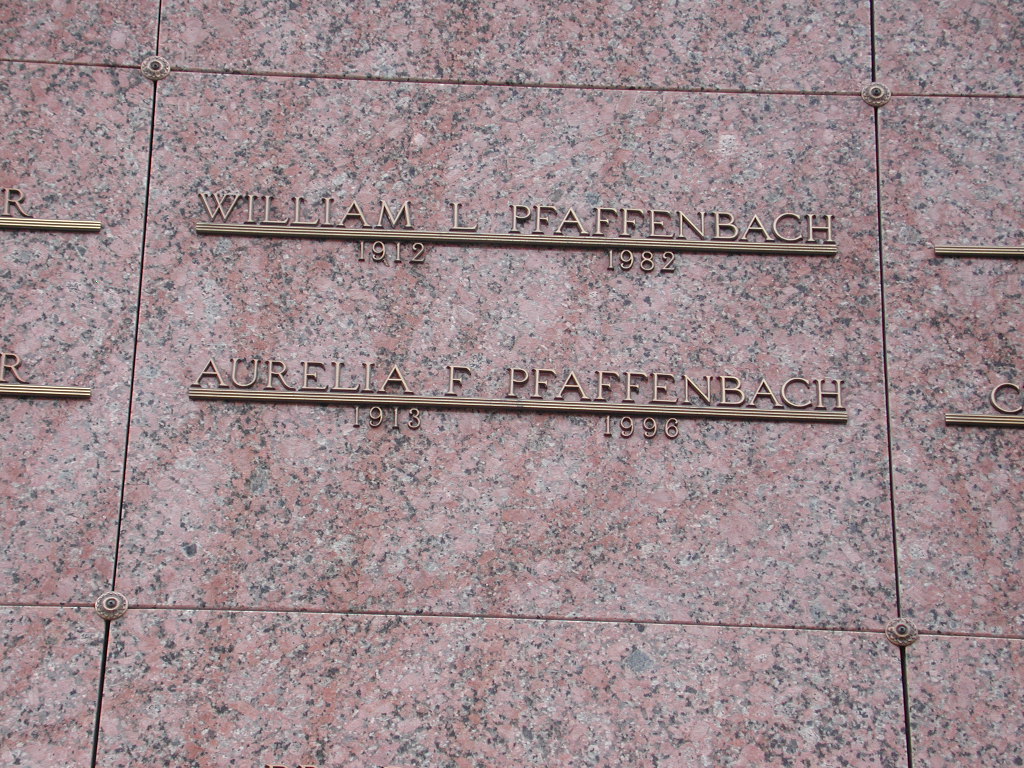 WILLIAM L PFAFFENBACH
1912 1982
AURELIA F PFAFFENBACH
1913 1996
R
R
C